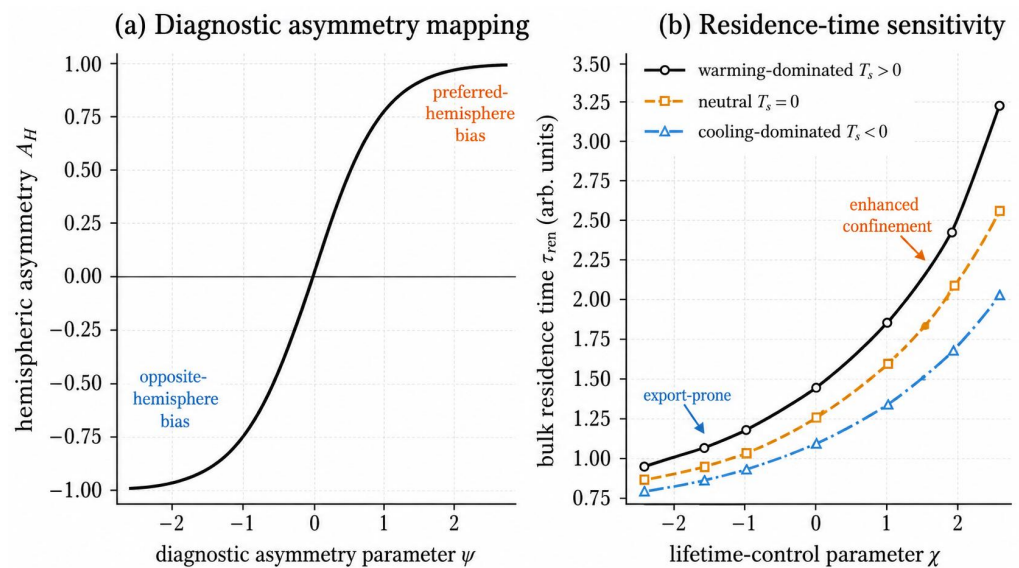 (a) Diagnostic asymmetry mapping
hemispheric asymmetry A_H
1.00
0.75
0.50
0.25
0.00
−0.25
−0.50
−0.75
−1.00
preferred-
hemisphere
bias
opposite-
hemisphere
bias
−2
−1
0
1
2
diagnostic asymmetry parameter ψ
(b) Residence-time sensitivity
bulk residence time τ_ren (arb. units)
3.50
3.25
3.00
2.75
2.50
2.25
2.00
1.75
1.50
1.25
1.00
0.75
warming-dominated T_s > 0
neutral T_s = 0
cooling-dominated T_s < 0
enhanced
confinement
export-prone
−2
−1
0
1
2
lifetime-control parameter χ